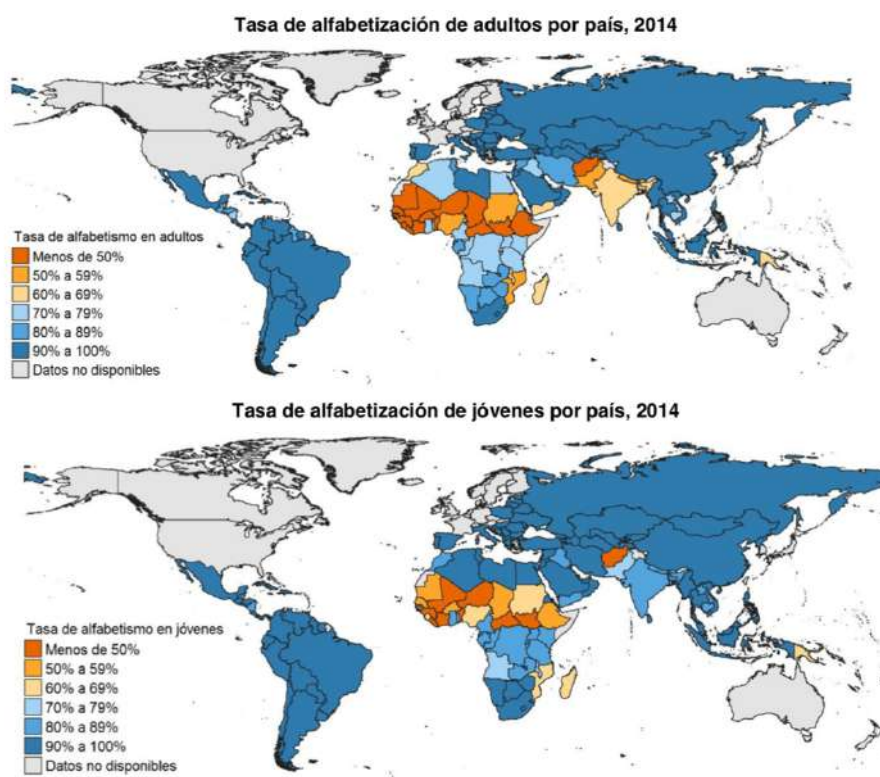 Tasa de alfabetización de adultos por país, 2014
Tasa de alfabetismo en adultos
Menos de 50%
50% a 59%
60% a 69%
70% a 79%
80% a 89%
90% a 100%
Datos no disponibles
Tasa de alfabetización de jóvenes por país, 2014
Tasa de alfabetismo en jóvenes
Menos de 50%
50% a 59%
60% a 69%
70% a 79%
80% a 89%
90% a 100%
Datos no disponibles